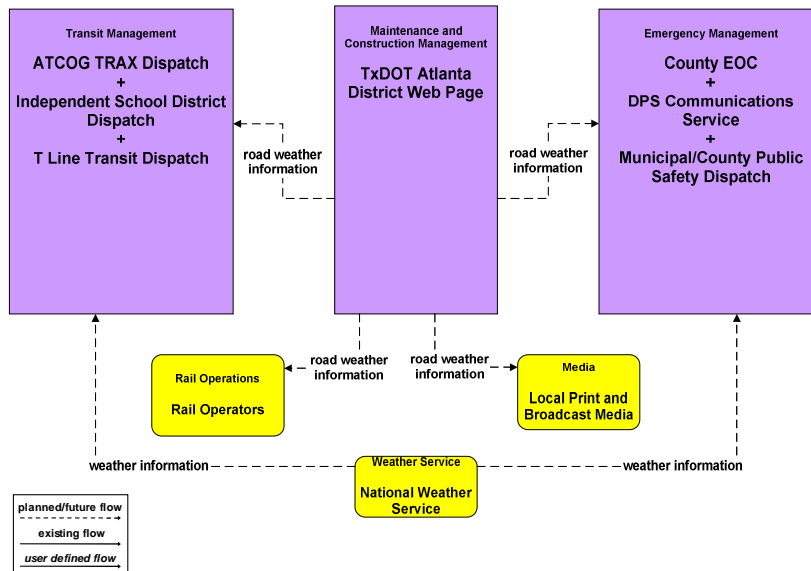 Transit Management
ATCOG TRAX Dispatch
+
Independent School District
Dispatch
+
T Line Transit Dispatch
Maintenance and
Construction Management
TxDOT Atlanta
District Web Page
Emergency Management
County EOC
+
DPS Communications
Service
+
Municipal/County Public
Safety Dispatch
road weather
information
road weather
information
road weather
information
road weather
information
Rail Operations
Rail Operators
Media
Local Print and
Broadcast Media
weather information
weather information
Weather Service
National Weather
Service
planned/future flow
existing flow
user defined flow